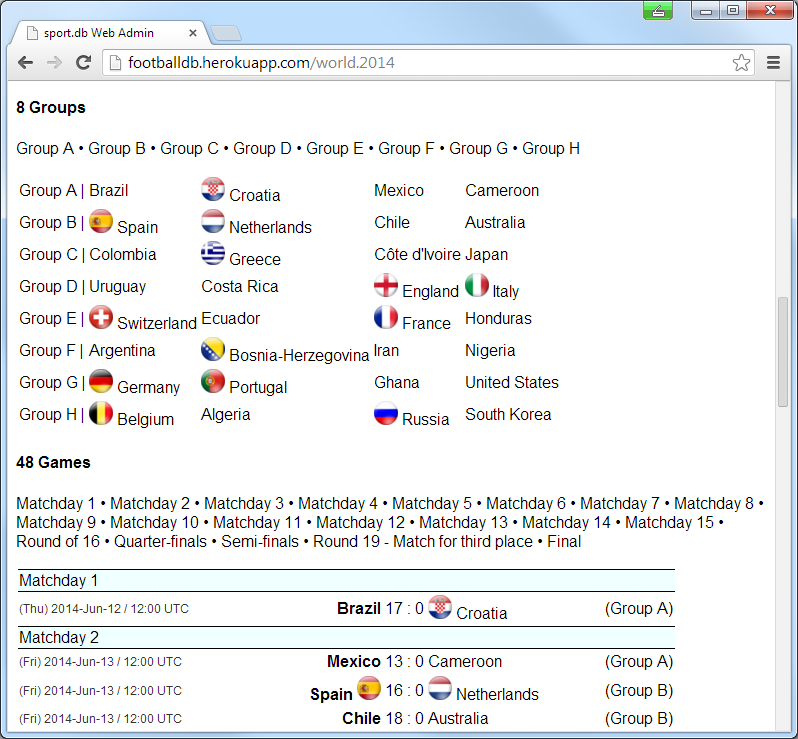 sport.db Web Admin
footballdb.herokuapp.com/world.2014
8 Groups
Group A • Group B • Group C • Group D • Group E • Group F • Group G • Group H
Group A | Brazil Croatia Mexico Cameroon
Group B | Spain Netherlands Chile Australia
Group C | Colombia Greece Côte d'Ivoire Japan
Group D | Uruguay Costa Rica England Italy
Group E | Switzerland Ecuador France Honduras
Group F | Argentina Bosnia-Herzegovina Iran Nigeria
Group G | Germany Portugal Ghana United States
Group H | Belgium Algeria Russia South Korea
48 Games
Matchday 1 • Matchday 2 • Matchday 3 • Matchday 4 • Matchday 5 • Matchday 6 • Matchday 7 • Matchday 8 •
Matchday 9 • Matchday 10 • Matchday 11 • Matchday 12 • Matchday 13 • Matchday 14 • Matchday 15 •
Round of 16 • Quarter-finals • Semi-finals • Round 19 - Match for third place • Final
Matchday 1
(Thu) 2014-Jun-12 / 12:00 UTC Brazil 17 : 0 Croatia (Group A)
Matchday 2
(Fri) 2014-Jun-13 / 12:00 UTC Mexico 13 : 0 Cameroon (Group A)
(Fri) 2014-Jun-13 / 12:00 UTC Spain 16 : 0 Netherlands (Group B)
(Fri) 2014-Jun-13 / 12:00 UTC Chile 18 : 0 Australia (Group B)